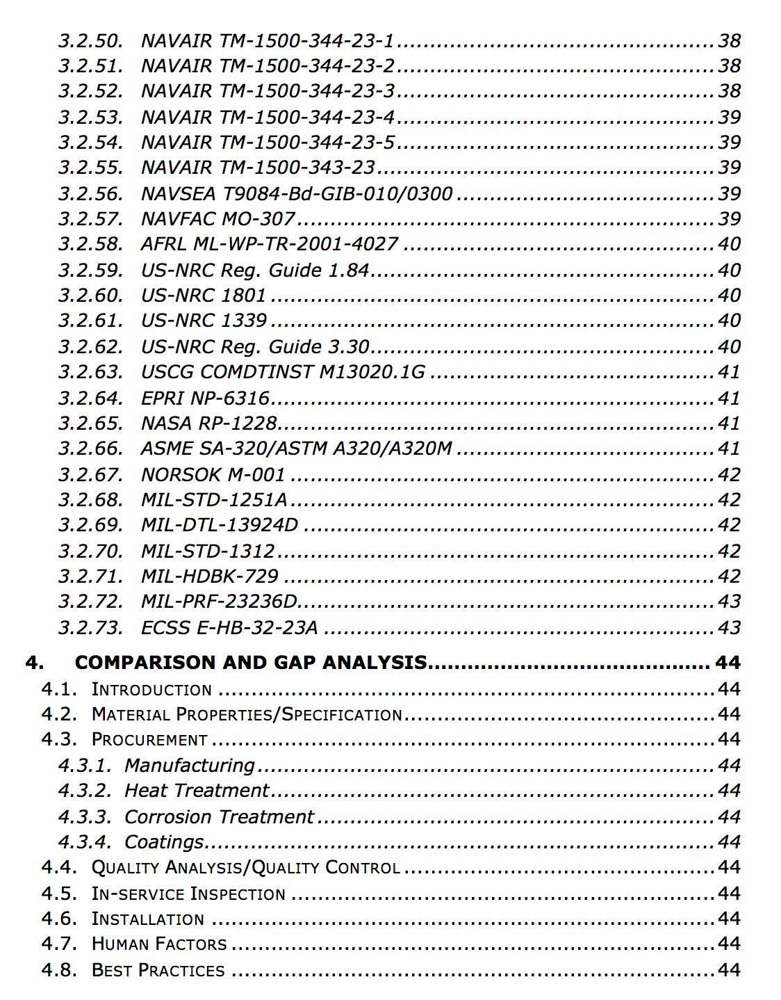 3.2.50. NAVAIR TM-1500-344-23-1 ................................................ 38
3.2.51. NAVAIR TM-1500-344-23-2 ................................................ 38
3.2.52. NAVAIR TM-1500-344-23-3 ................................................ 38
3.2.53. NAVAIR TM-1500-344-23-4 ................................................ 39
3.2.54. NAVAIR TM-1500-344-23-5 ................................................ 39
3.2.55. NAVAIR TM-1500-343-23 ................................................... 39
3.2.56. NAVSEA T9084-Bd-GIB-010/0300 ....................................... 39
3.2.57. NAVFAC MO-307 ............................................................... 39
3.2.58. AFRL ML-WP-TR-2001-4027 ............................................... 40
3.2.59. US-NRC Reg. Guide 1.84 .................................................... 40
3.2.60. US-NRC 1801 ................................................................... 40
3.2.61. US-NRC 1339 ................................................................... 40
3.2.62. US-NRC Reg. Guide 3.30 .................................................... 40
3.2.63. USCG COMDTINST M13020.1G ........................................... 41
3.2.64. EPRI NP-6316 ................................................................... 41
3.2.65. NASA RP-1228 .................................................................. 41
3.2.66. ASME SA-320/ASTM A320/A320M ....................................... 41
3.2.67. NORSOK M-001 ................................................................ 42
3.2.68. MIL-STD-1251A ................................................................ 42
3.2.69. MIL-DTL-13924D .............................................................. 42
3.2.70. MIL-STD-1312 .................................................................. 42
3.2.71. MIL-HDBK-729 ................................................................. 42
3.2.72. MIL-PRF-23236D ............................................................... 43
3.2.73. ECSS E-HB-32-23A ........................................................... 43
4. COMPARISON AND GAP ANALYSIS .......................................... 44
4.1. INTRODUCTION ........................................................................... 44
4.2. MATERIAL PROPERTIES/SPECIFICATION ............................................... 44
4.3. PROCUREMENT ............................................................................ 44
4.3.1. Manufacturing ..................................................................... 44
4.3.2. Heat Treatment ................................................................... 44
4.3.3. Corrosion Treatment ............................................................ 44
4.3.4. Coatings ............................................................................. 44
4.4. QUALITY ANALYSIS/QUALITY CONTROL ............................................... 44
4.5. IN-SERVICE INSPECTION ................................................................ 44
4.6. INSTALLATION ............................................................................ 44
4.7. HUMAN FACTORS ......................................................................... 44
4.8. BEST PRACTICES ......................................................................... 44